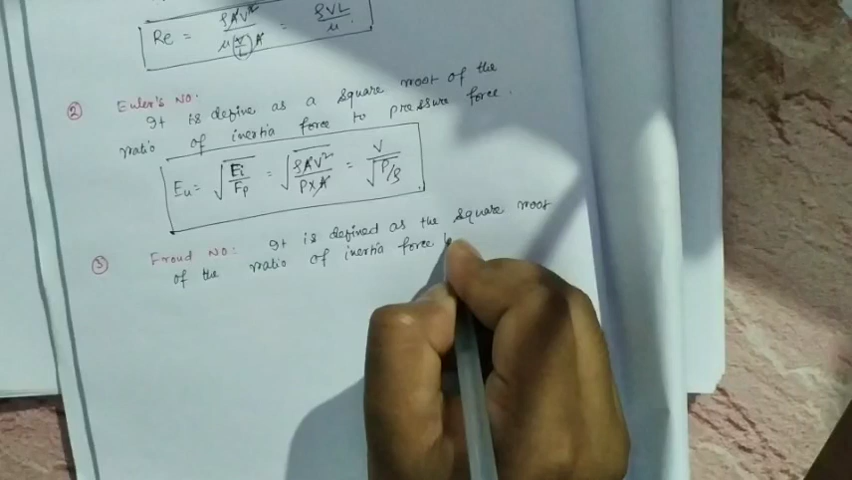 Re = ρAV² / μ(V/L)A = ρVL / μ.
② Euler's NO:
It is define as a square root of the
ratio of inertia force to pressure force.
Eu = √(Fi/Fp) = √(ρAV² / P×A) = V / √(P/ρ)
③ Froud NO: It is defined as the square root
of the ratio of inertia force